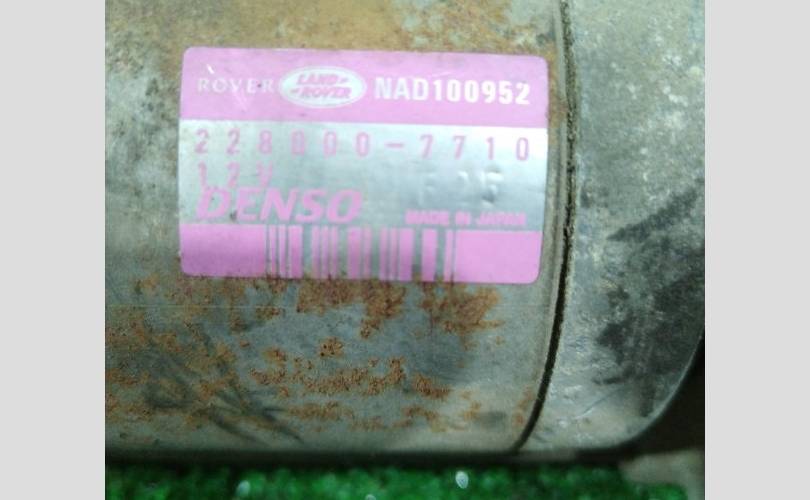 ROVER LAND-ROVER NAD100952
228000-7710
12V
DENSO MADE IN JAPAN